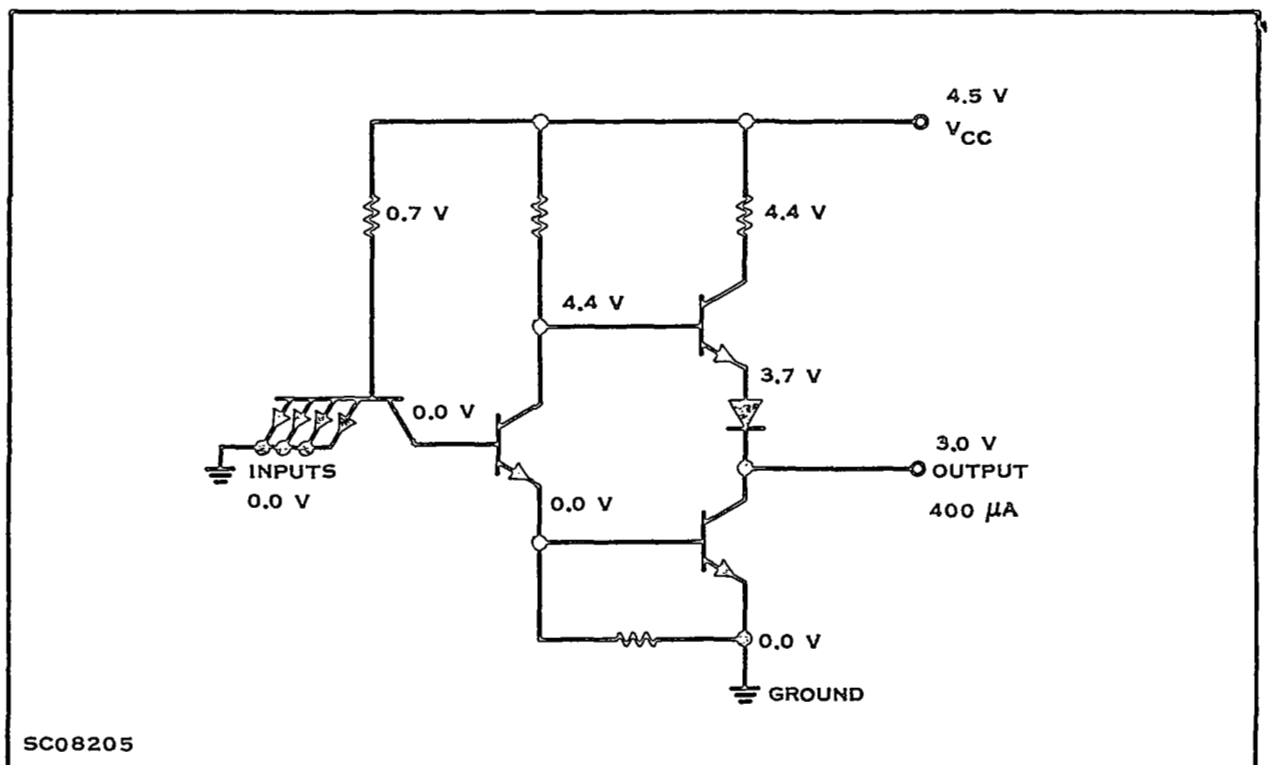 4.5 V
VCC
0.7 V
4.4 V
4.4 V
3.7 V
0.0 V
3.0 V
INPUTS
OUTPUT
0.0 V
0.0 V
400 μA
0.0 V
GROUND
SC08205